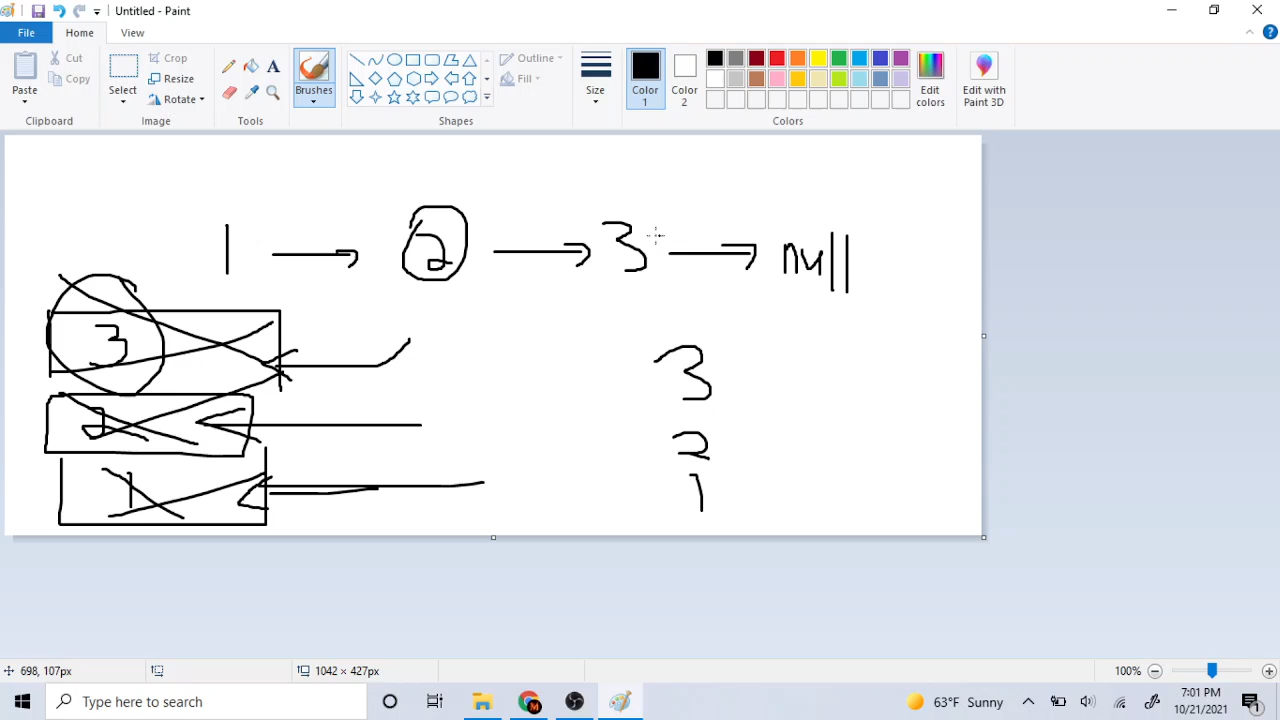 Untitled - Paint
File Home View
Paste Cut Copy Clipboard
Select Resize Rotate Image
Tools
Brushes
Outline Fill Shapes
Size
Color 1 Color 2 Edit colors Colors
Edit with Paint 3D
1 → 2 → 3 → null
3
2
1
3
2
1
698, 107px 1042 × 427px 100%
Type here to search 63°F Sunny 7:01 PM 10/21/2021